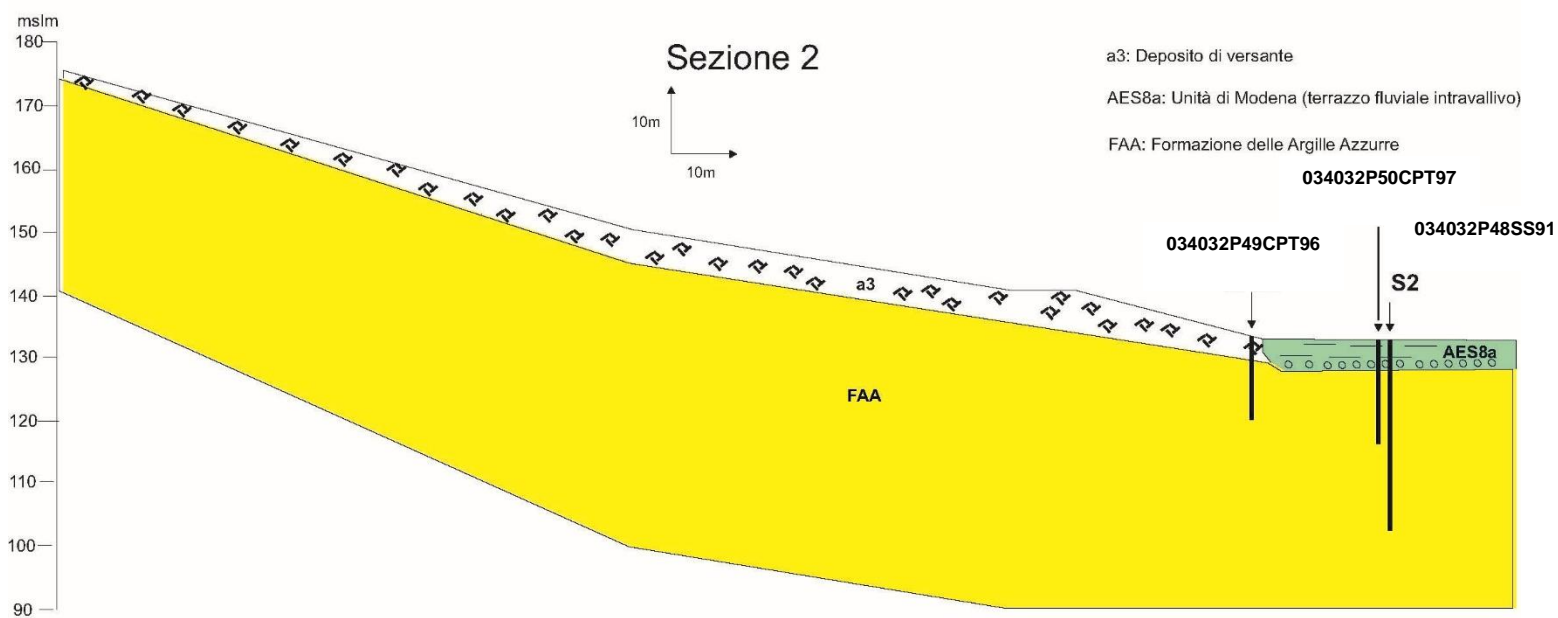 mslm
180
170
160
150
140
130
120
110
100
90
Sezione 2
10m
10m
a3: Deposito di versante
AES8a: Unità di Modena (terrazzo fluviale intravallivo)
FAA: Formazione delle Argille Azzurre
034032P50CPT97
034032P48SS91
034032P49CPT96
S2
a3
AES8a
FAA